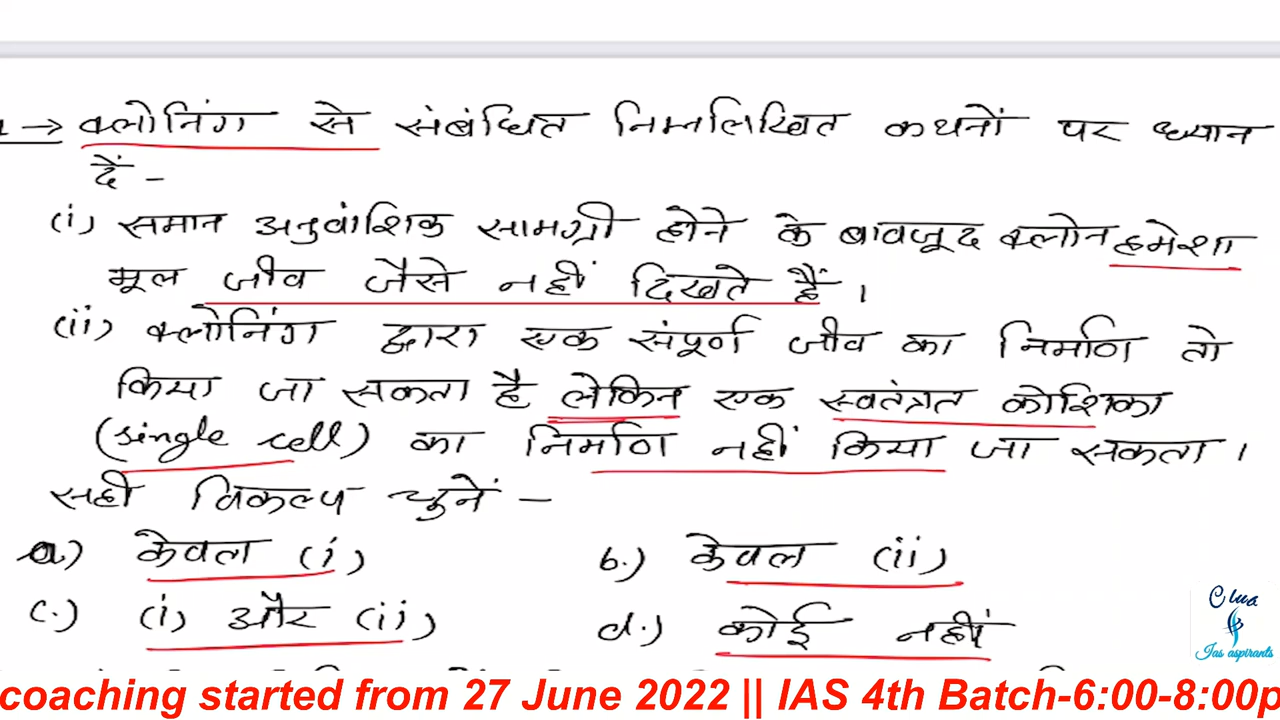 → क्लोनिंग से संबंधित निम्नलिखित कथनों पर ध्यान
दें -
(i) समान अनुवांशिक सामग्री होने के बावजूद क्लोन हमेशा
मूल जीव जैसे नहीं दिखते हैं।
(ii) क्लोनिंग द्वारा एक संपूर्ण जीव का निर्माण तो
किया जा सकता है लेकिन एक स्वतंत्रत कोशिका
(single cell) का निर्माण नहीं किया जा सकता।
सही विकल्प चुनें -
a) केवल (i) b.) केवल (ii)
c.) (i) और (ii) d.) कोई नहीं
Clue
Ias aspirants
coaching started from 27 June 2022 || IAS 4th Batch-6:00-8:00p